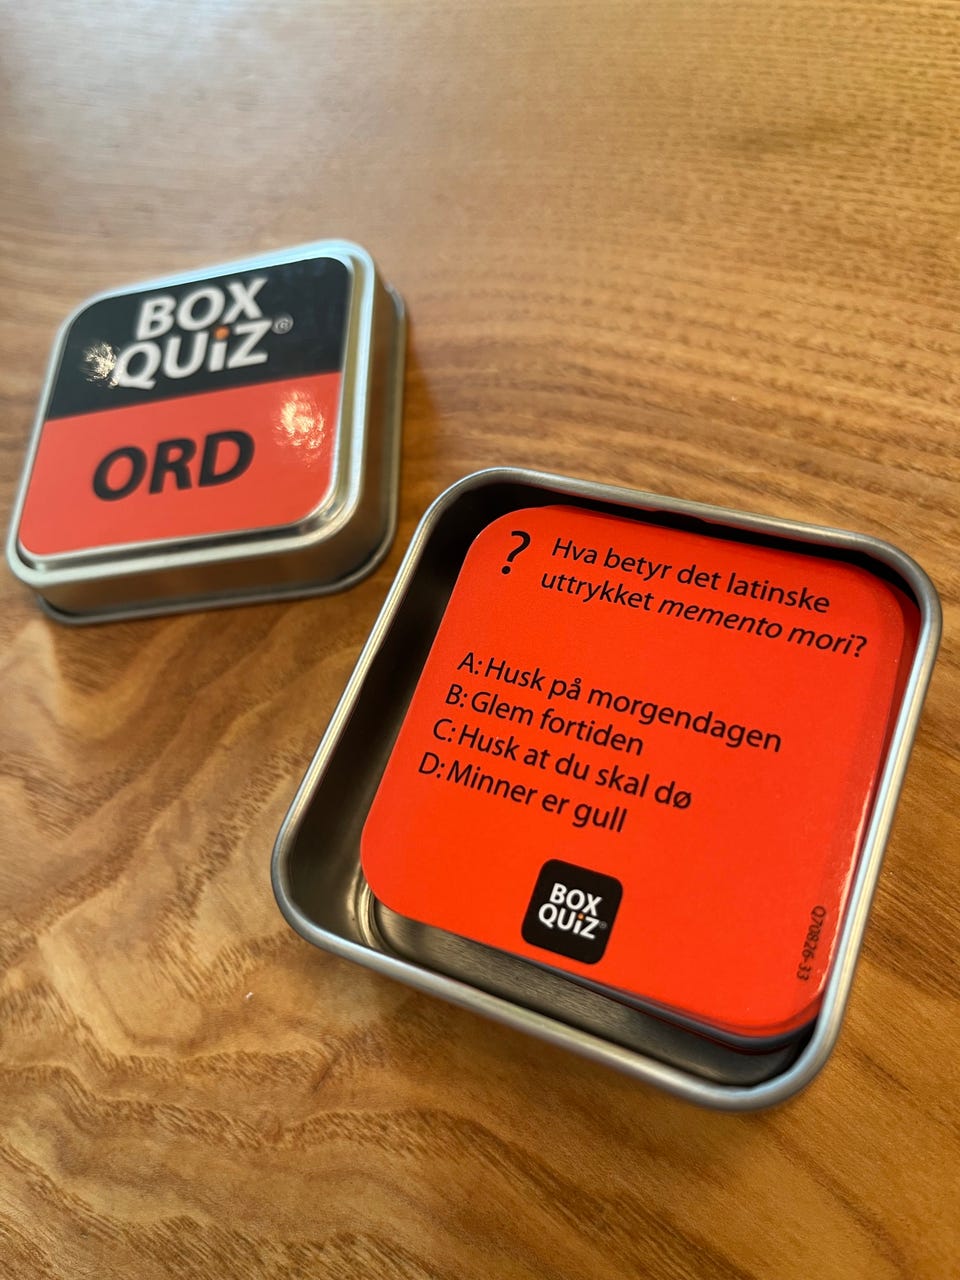 BOX
QUiZ®
ORD
? Hva betyr det latinske
uttrykket memento mori?
A: Husk på morgendagen
B: Glem fortiden
C: Husk at du skal dø
D: Minner er gull
BOX
QUiZ®
Q70826-33